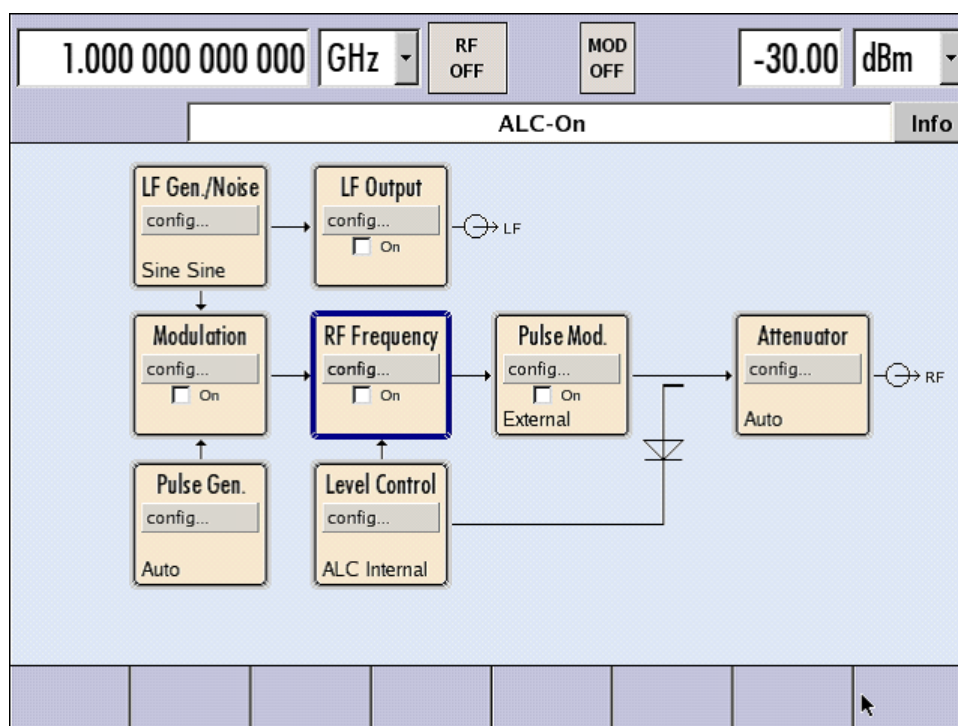 1.000 000 000 000 GHz RF OFF MOD OFF -30.00 dBm
ALC-On Info
LF Gen./Noise
config...
Sine Sine
LF Output
config...
On
LF
Modulation
config...
On
RF Frequency
config...
On
Pulse Mod.
config...
On
External
Attenuator
config...
Auto
RF
Pulse Gen.
config...
Auto
Level Control
config...
ALC Internal